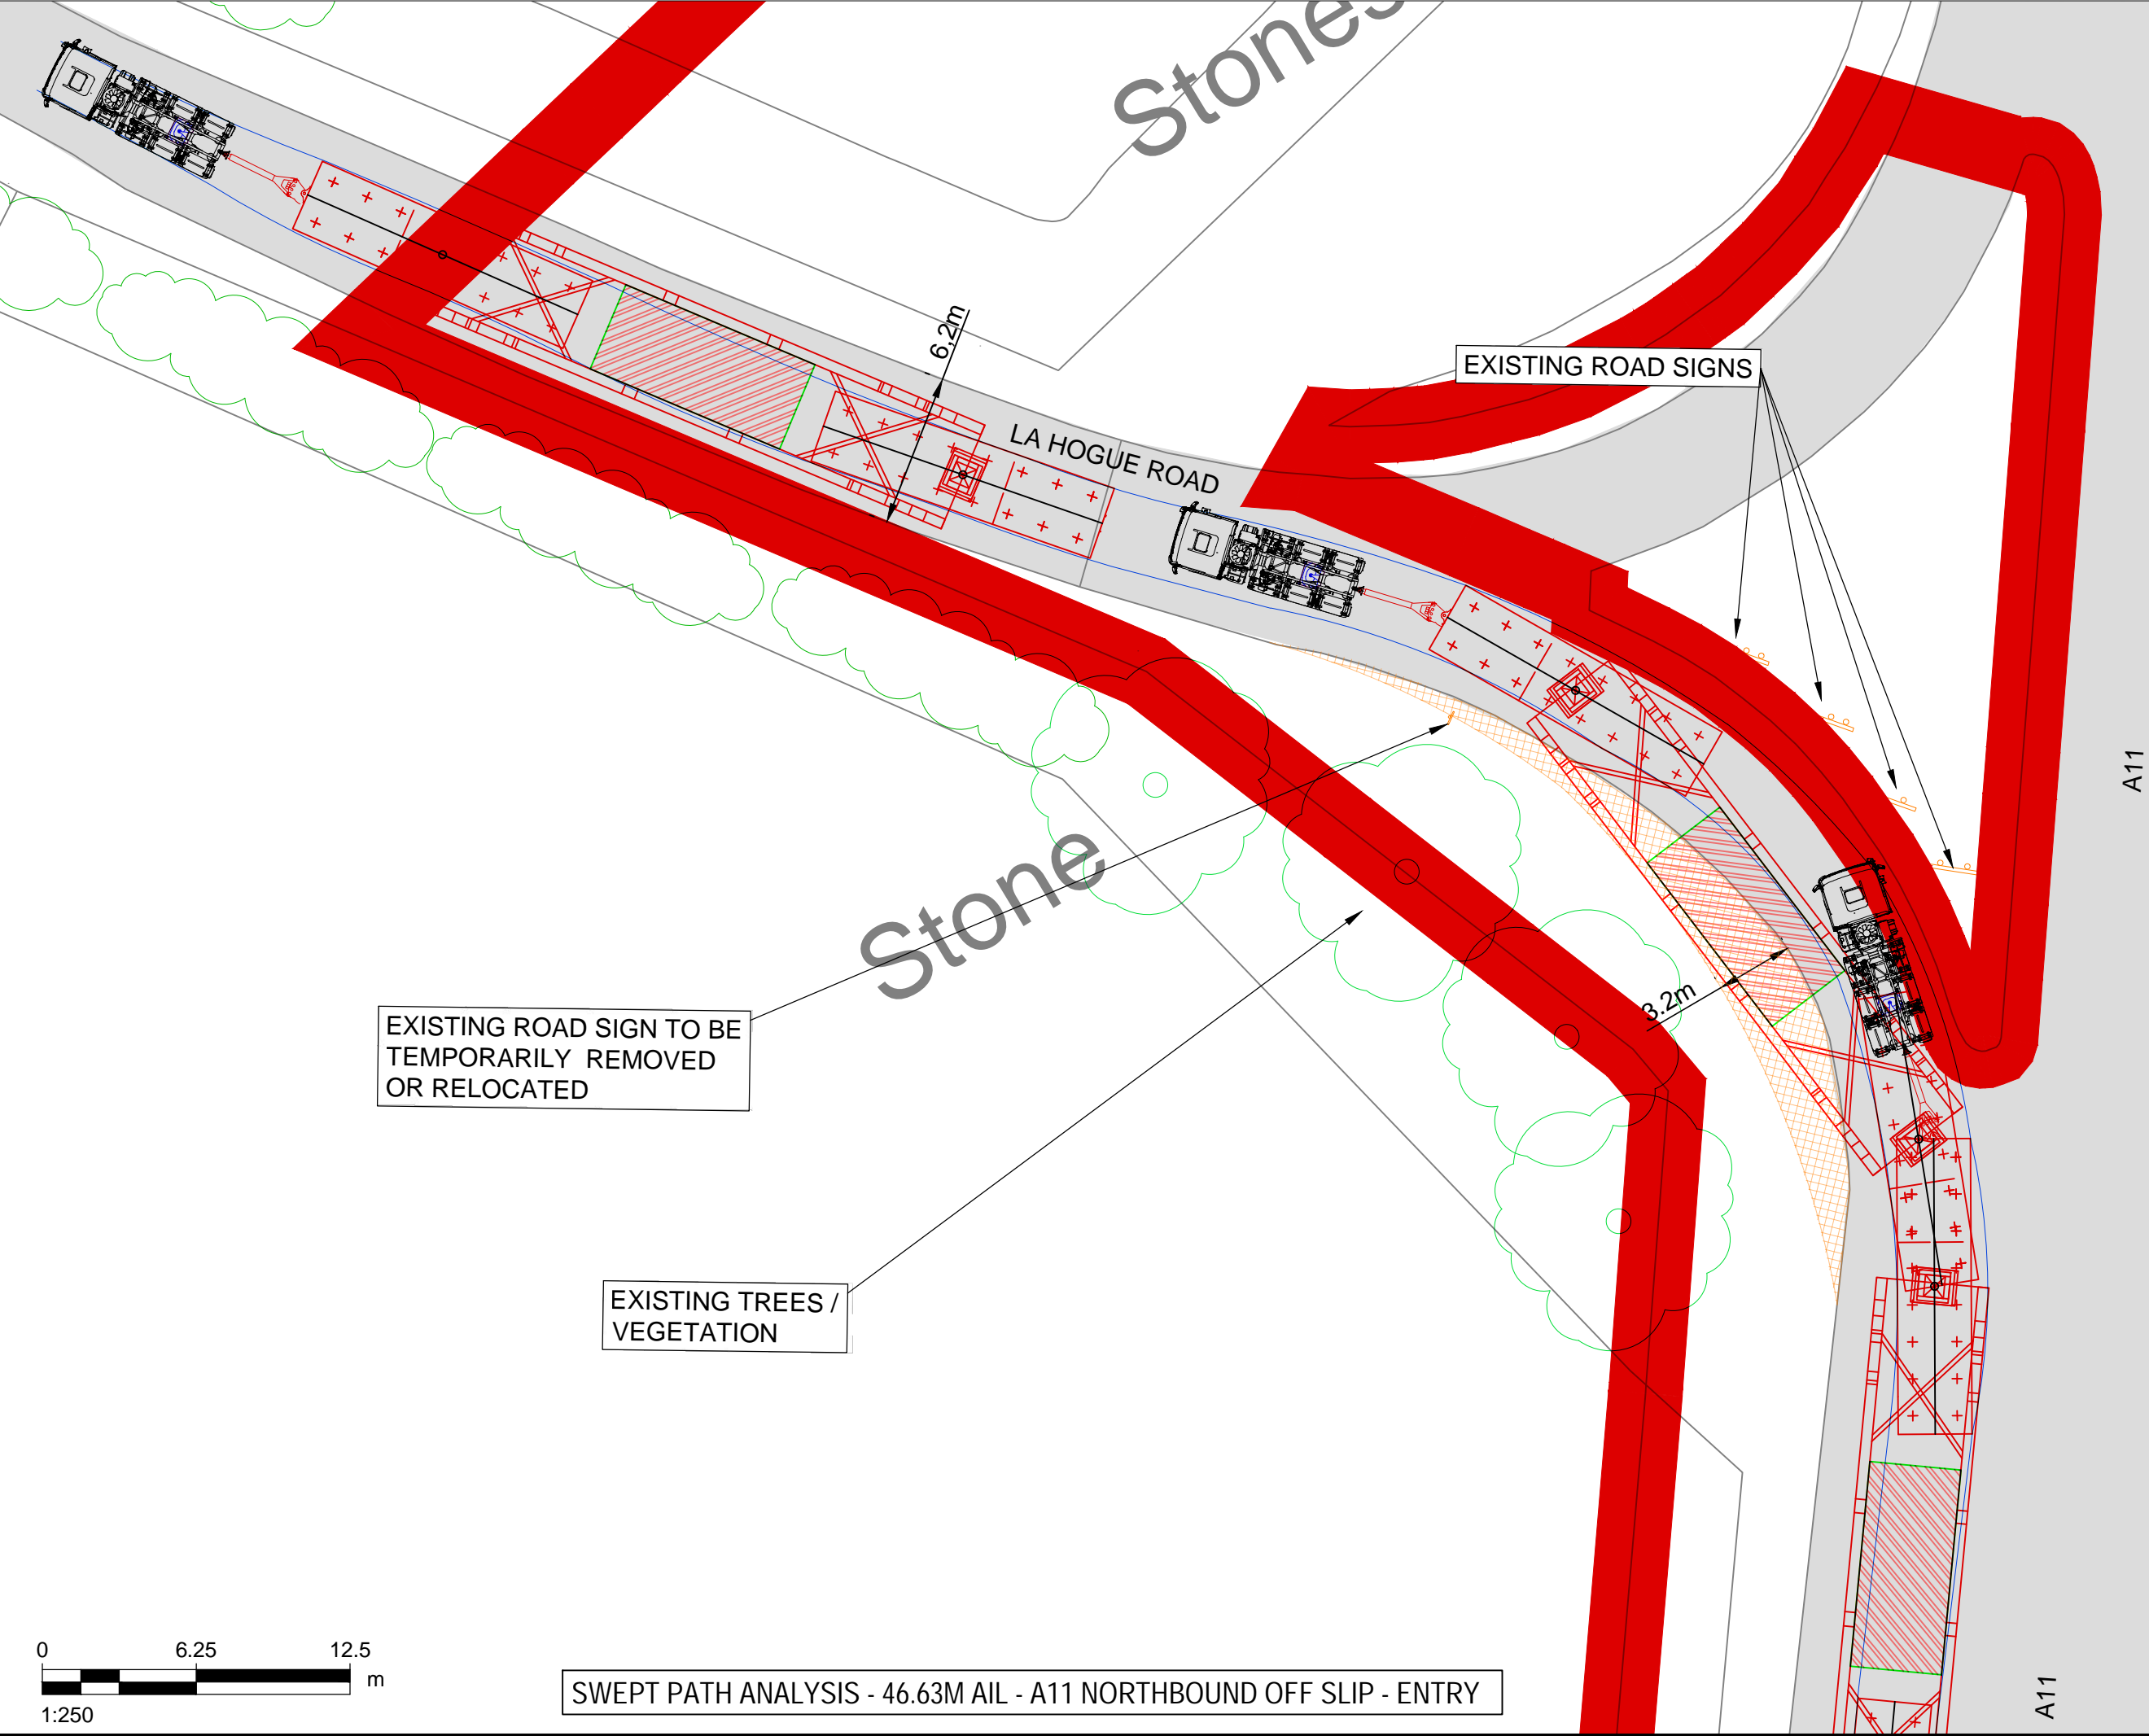 Stones
6,2m
EXISTING ROAD SIGNS
LA HOGUE ROAD
A11
Stone
3.2m
EXISTING ROAD SIGN TO BE
TEMPORARILY REMOVED
OR RELOCATED
EXISTING TREES /
VEGETATION
0 6.25 12.5
m
1:250
SWEPT PATH ANALYSIS - 46.63M AIL - A11 NORTHBOUND OFF SLIP - ENTRY
A11